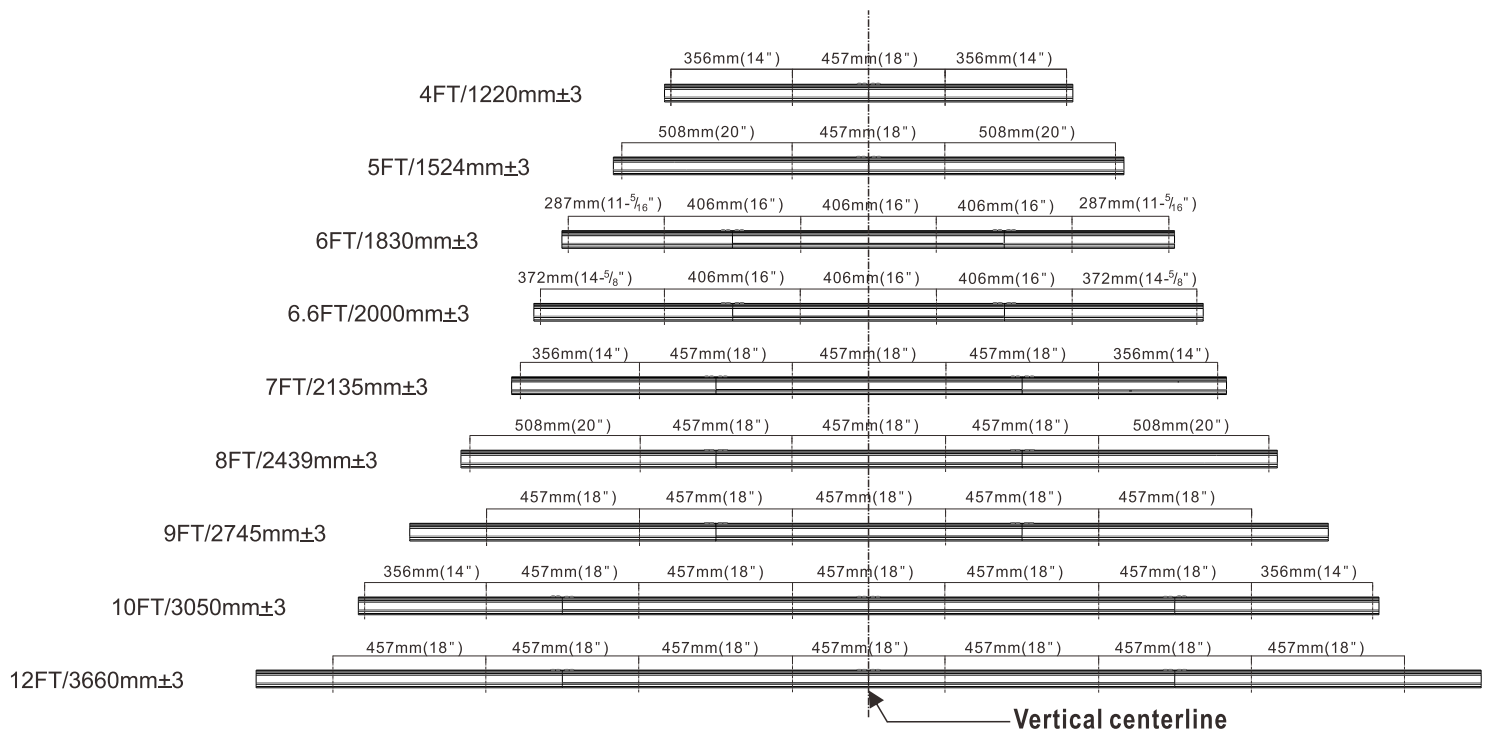 356mm(14") 457mm(18") 356mm(14")
4FT/1220mm±3
508mm(20") 457mm(18") 508mm(20")
5FT/1524mm±3
287mm(11-5/16") 406mm(16") 406mm(16") 406mm(16") 287mm(11-5/16")
6FT/1830mm±3
372mm(14-5/8") 406mm(16") 406mm(16") 406mm(16") 372mm(14-5/8")
6.6FT/2000mm±3
356mm(14") 457mm(18") 457mm(18") 457mm(18") 356mm(14")
7FT/2135mm±3
508mm(20") 457mm(18") 457mm(18") 457mm(18") 508mm(20")
8FT/2439mm±3
457mm(18") 457mm(18") 457mm(18") 457mm(18") 457mm(18")
9FT/2745mm±3
356mm(14") 457mm(18") 457mm(18") 457mm(18") 457mm(18") 457mm(18") 356mm(14")
10FT/3050mm±3
457mm(18") 457mm(18") 457mm(18") 457mm(18") 457mm(18") 457mm(18") 457mm(18")
12FT/3660mm±3
Vertical centerline